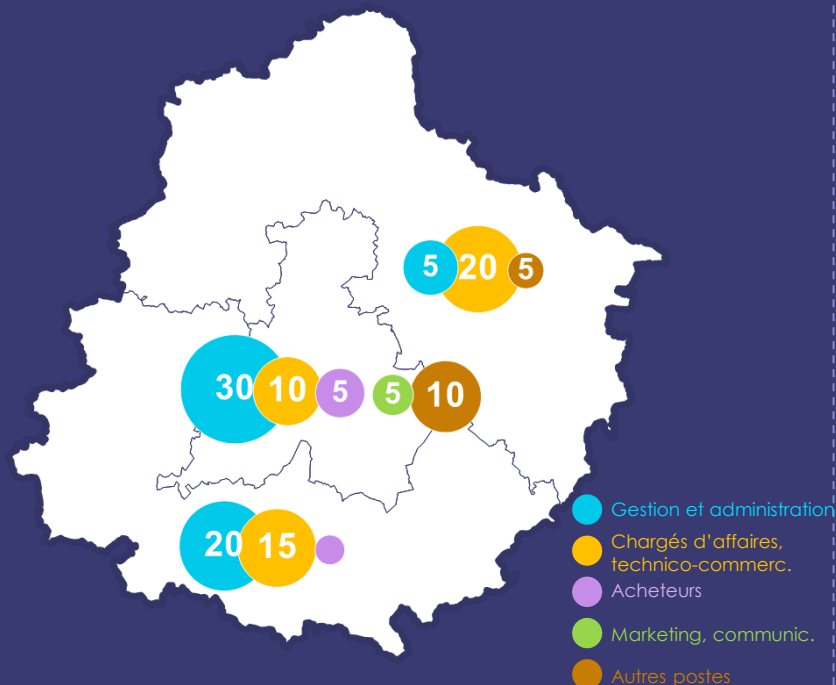 5 20 5
30 10 5 5 10
20 15
Gestion et administration
Chargés d'affaires,
technico-commerc.
Acheteurs
Marketing, communic.
Autres postes